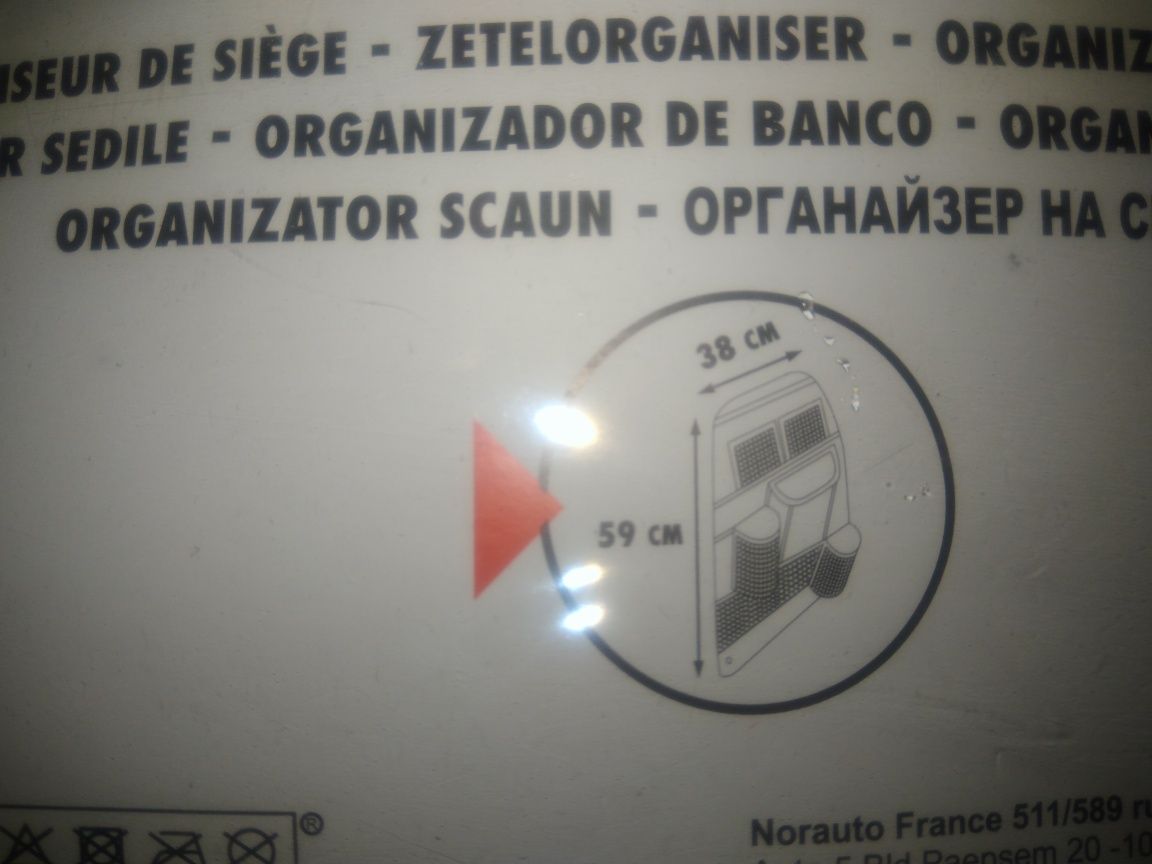 ISEUR DE SIÈGE - ZETELORGANISER - ORGANIZ
R SEDILE - ORGANIZADOR DE BANCO - ORGAN
ORGANIZATOR SCAUN - ОРГАНАЙЗЕР НА С
38 CM
59 CM
®
Norauto France 511/589 ru